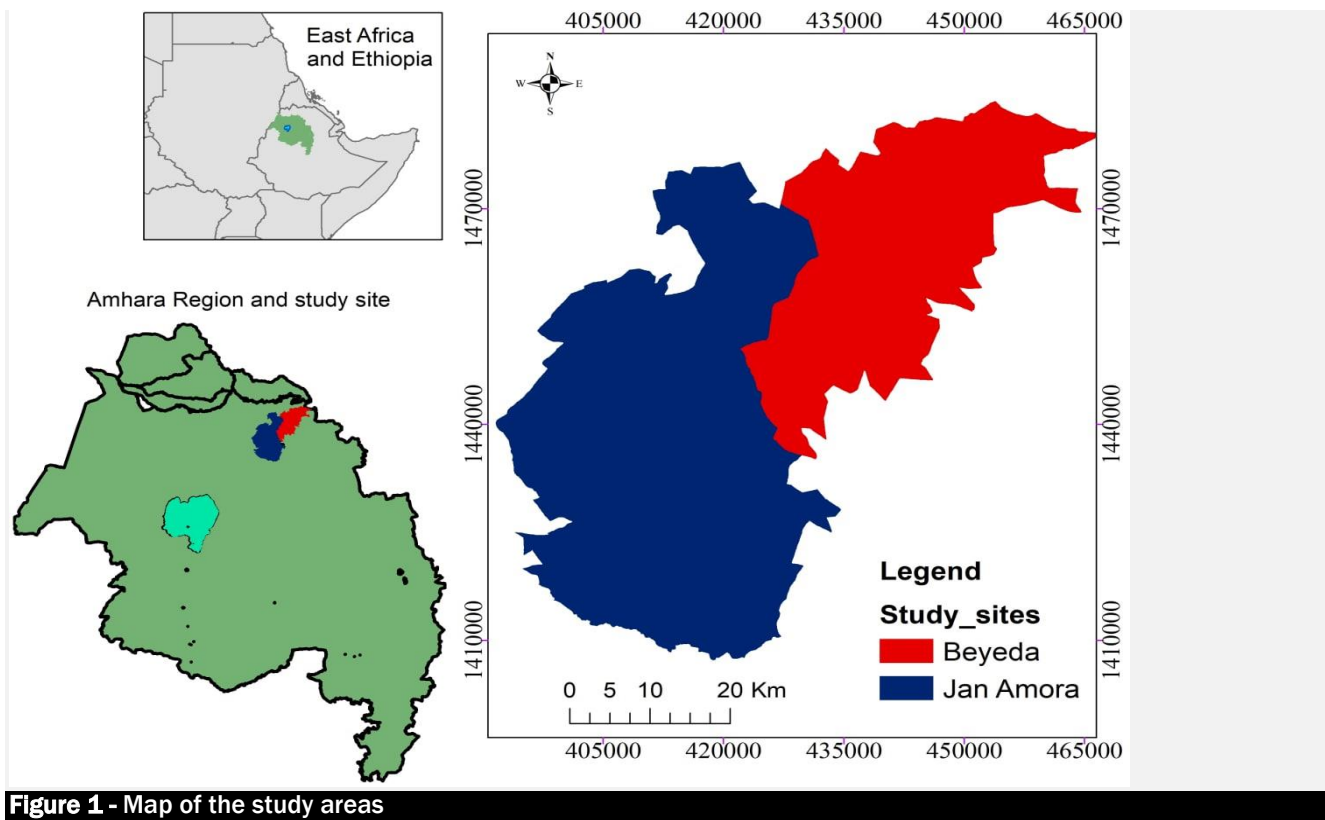 East Africa
and Ethiopia
Amhara Region and study site
405000 420000 435000 450000 465000
N
W E
S
1470000 1470000
1440000 1440000
1410000 1410000
Legend
Study_sites
Beyeda
Jan Amora
0 5 10 20 Km
405000 420000 435000 450000 465000
Figure 1 - Map of the study areas